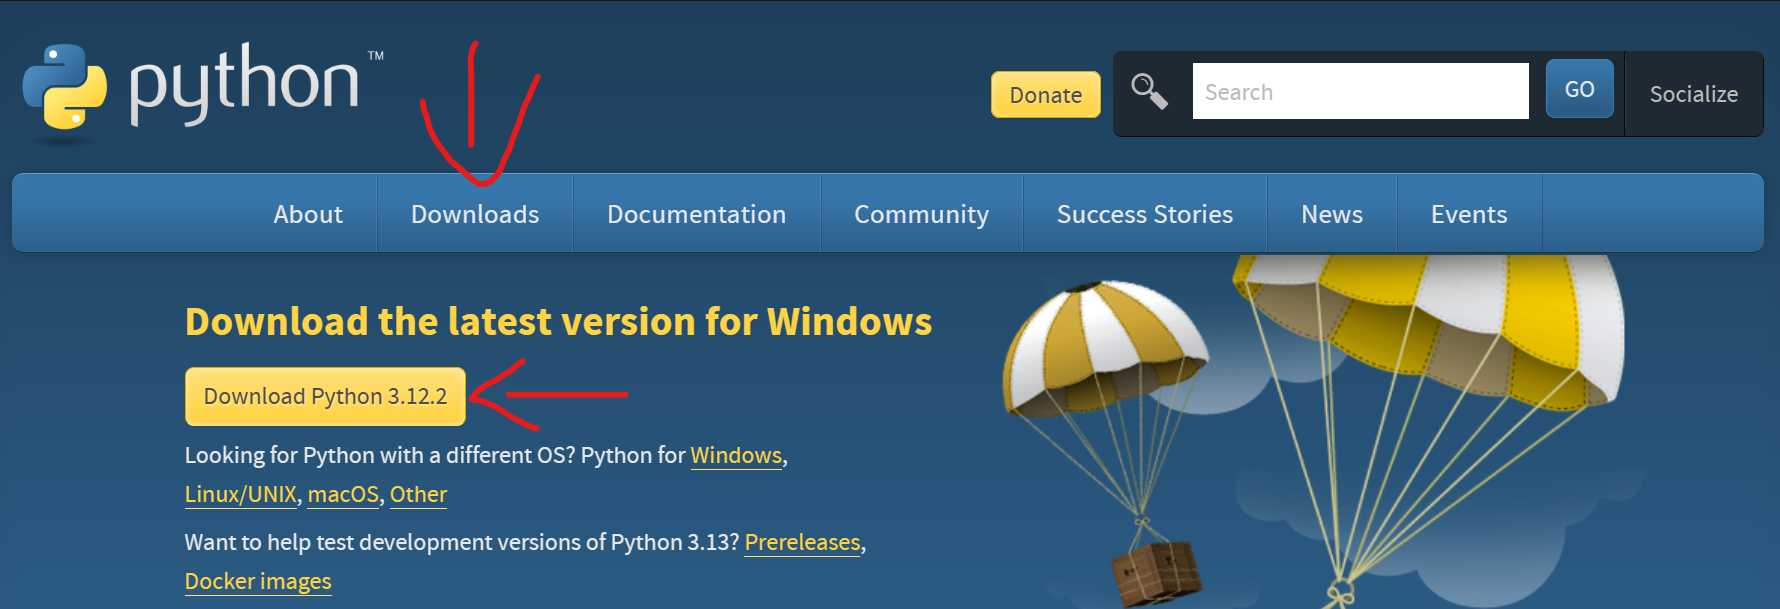 python™
Donate
Search
GO
Socialize
About
Downloads
Documentation
Community
Success Stories
News
Events
Download the latest version for Windows
Download Python 3.12.2
Looking for Python with a different OS? Python for Windows,
Linux/UNIX, macOS, Other
Want to help test development versions of Python 3.13? Prereleases,
Docker images